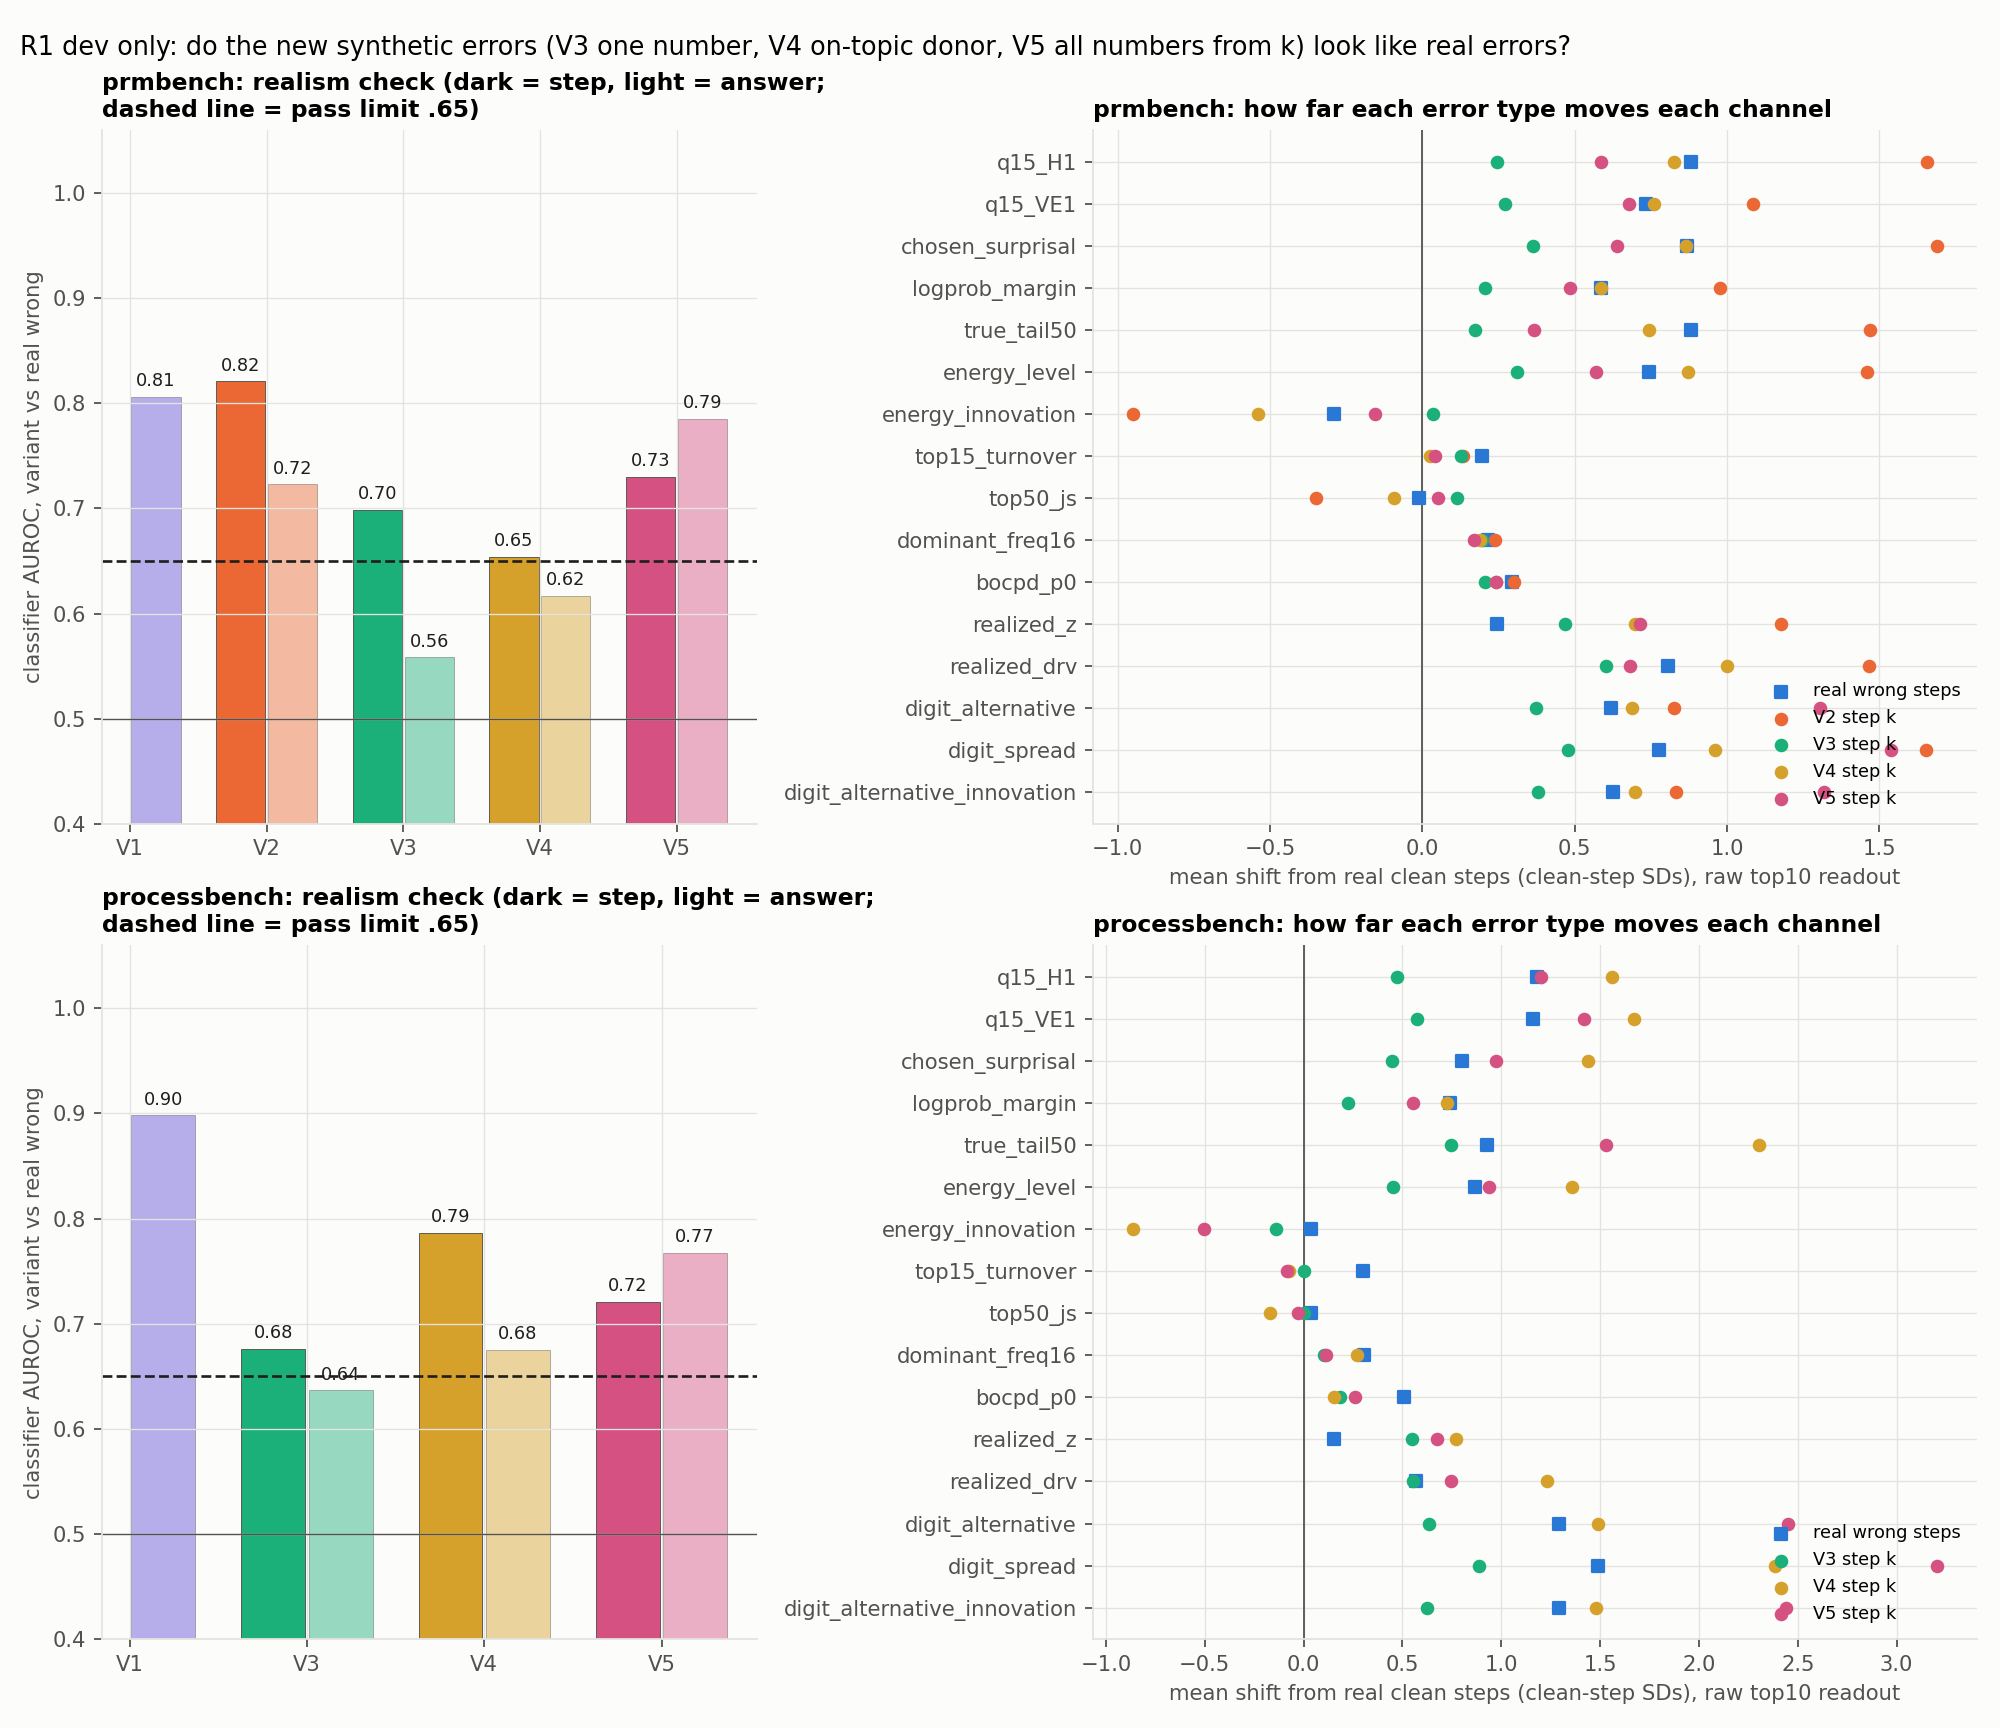 R1 dev only: do the new synthetic errors (V3 one number, V4 on-topic donor, V5 all numbers from k) look like real errors?
prmbench: realism check (dark = step, light = answer;
dashed line = pass limit .65)
classifier AUROC, variant vs real wrong
1.0
0.9
0.8
0.7
0.6
0.5
0.4
0.81
0.82
0.72
0.70
0.56
0.65
0.62
0.73
0.79
V1
V2
V3
V4
V5
prmbench: how far each error type moves each channel
q15_H1
q15_VE1
chosen_surprisal
logprob_margin
true_tail50
energy_level
energy_innovation
top15_turnover
top50_js
dominant_freq16
bocpd_p0
realized_z
realized_drv
digit_alternative
digit_spread
digit_alternative_innovation
real wrong steps
V2 step k
V3 step k
V4 step k
V5 step k
−1.0
−0.5
0.0
0.5
1.0
1.5
mean shift from real clean steps (clean-step SDs), raw top10 readout
processbench: realism check (dark = step, light = answer;
dashed line = pass limit .65)
classifier AUROC, variant vs real wrong
1.0
0.9
0.8
0.7
0.6
0.5
0.4
0.90
0.68
0.64
0.79
0.68
0.72
0.77
V1
V3
V4
V5
processbench: how far each error type moves each channel
q15_H1
q15_VE1
chosen_surprisal
logprob_margin
true_tail50
energy_level
energy_innovation
top15_turnover
top50_js
dominant_freq16
bocpd_p0
realized_z
realized_drv
digit_alternative
digit_spread
digit_alternative_innovation
real wrong steps
V3 step k
V4 step k
V5 step k
−1.0
−0.5
0.0
0.5
1.0
1.5
2.0
2.5
3.0
mean shift from real clean steps (clean-step SDs), raw top10 readout